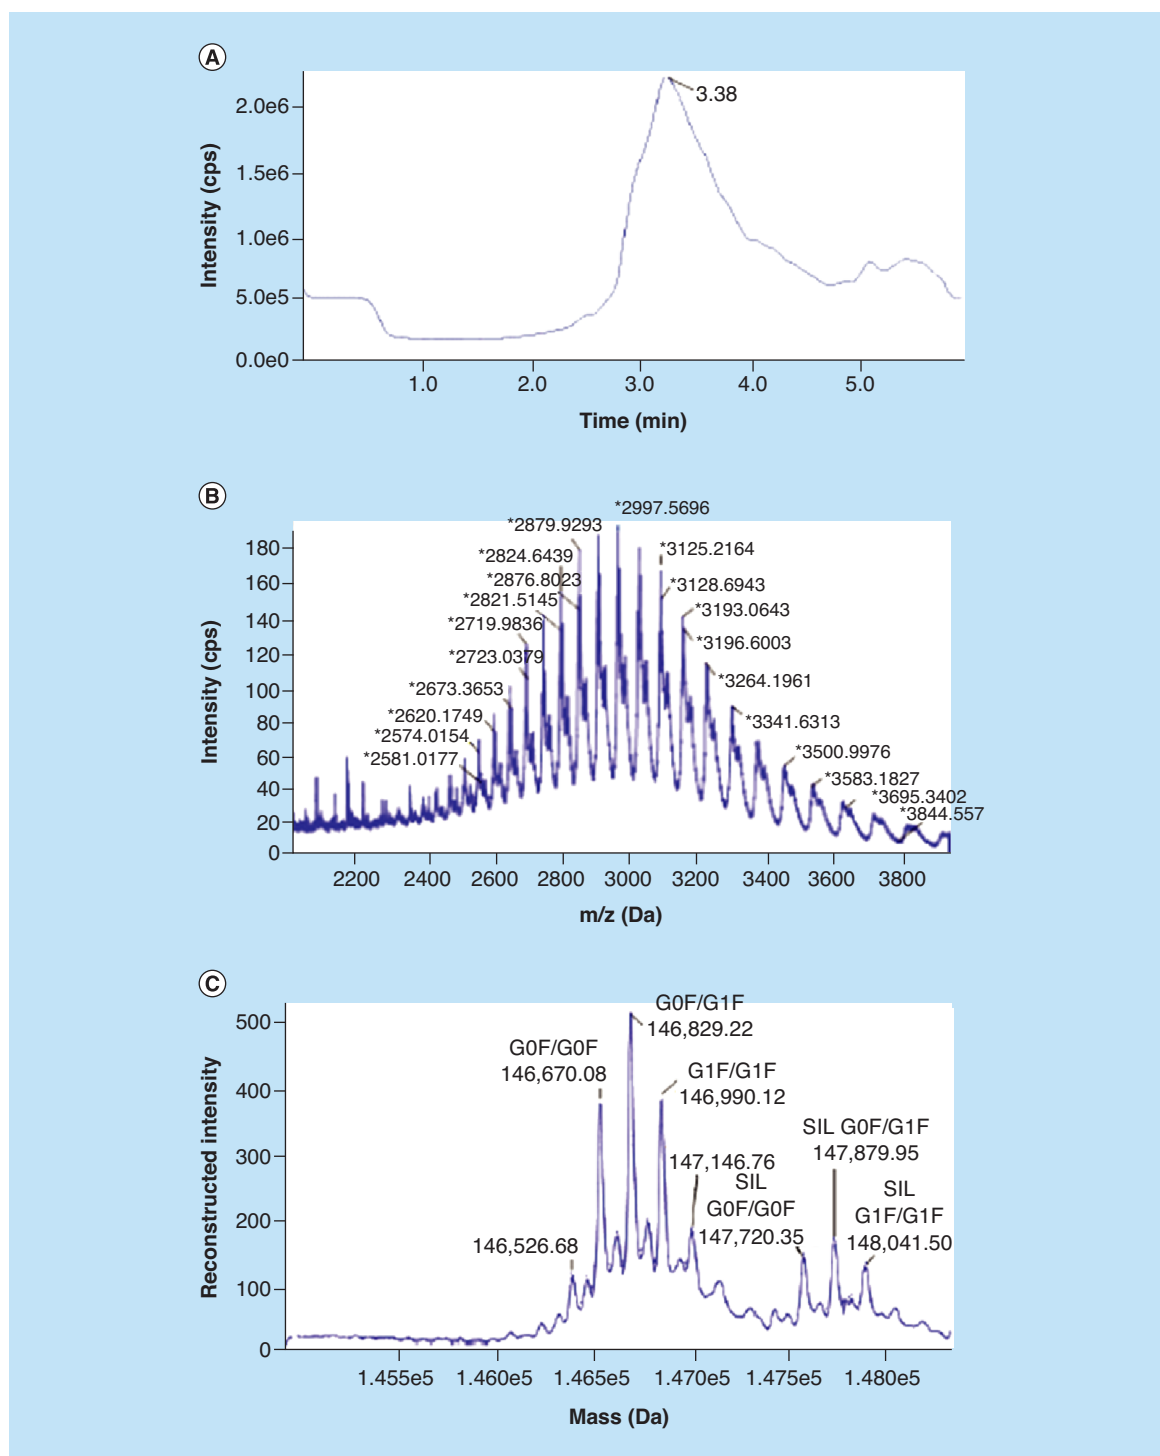 A
Intensity (cps)
2.0e6
1.5e6
1.0e6
5.0e5
0.0e0
3.38
1.0
2.0
3.0
4.0
5.0
Time (min)
B
Intensity (cps)
180
160
140
120
100
80
60
40
20
0
*2997.5696
*2879.9293
*2824.6439
*2876.8023
*2821.5145
*2719.9836
*2723.0379
*2673.3653
*2620.1749
*2574.0154
*2581.0177
*3125.2164
*3128.6943
*3193.0643
*3196.6003
*3264.1961
*3341.6313
*3500.9976
*3583.1827
*3695.3402
*3844.557
2200
2400
2600
2800
3000
3200
3400
3600
3800
m/z (Da)
C
Reconstructed intensity
500
400
300
200
100
0
G0F/G0F
146,670.08
G0F/G1F
146,829.22
G1F/G1F
146,990.12
147,146.76
146,526.68
SIL
G0F/G0F
147,720.35
SIL G0F/G1F
147,879.95
SIL
G1F/G1F
148,041.50
1.455e5
1.460e5
1.465e5
1.470e5
1.475e5
1.480e5
Mass (Da)